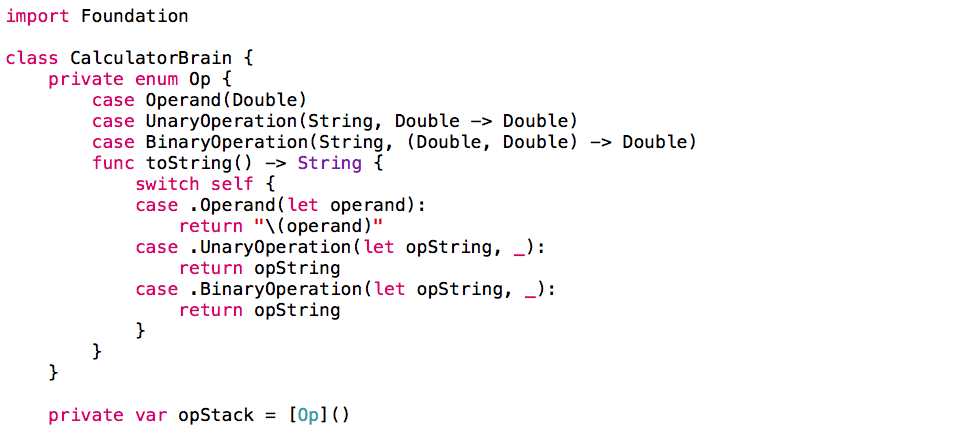 import Foundation

class CalculatorBrain {
    private enum Op {
        case Operand(Double)
        case UnaryOperation(String, Double -> Double)
        case BinaryOperation(String, (Double, Double) -> Double)
        func toString() -> String {
            switch self {
            case .Operand(let operand):
                return "\(operand)"
            case .UnaryOperation(let opString, _):
                return opString
            case .BinaryOperation(let opString, _):
                return opString
            }
        }
    }

    private var opStack = [Op]()